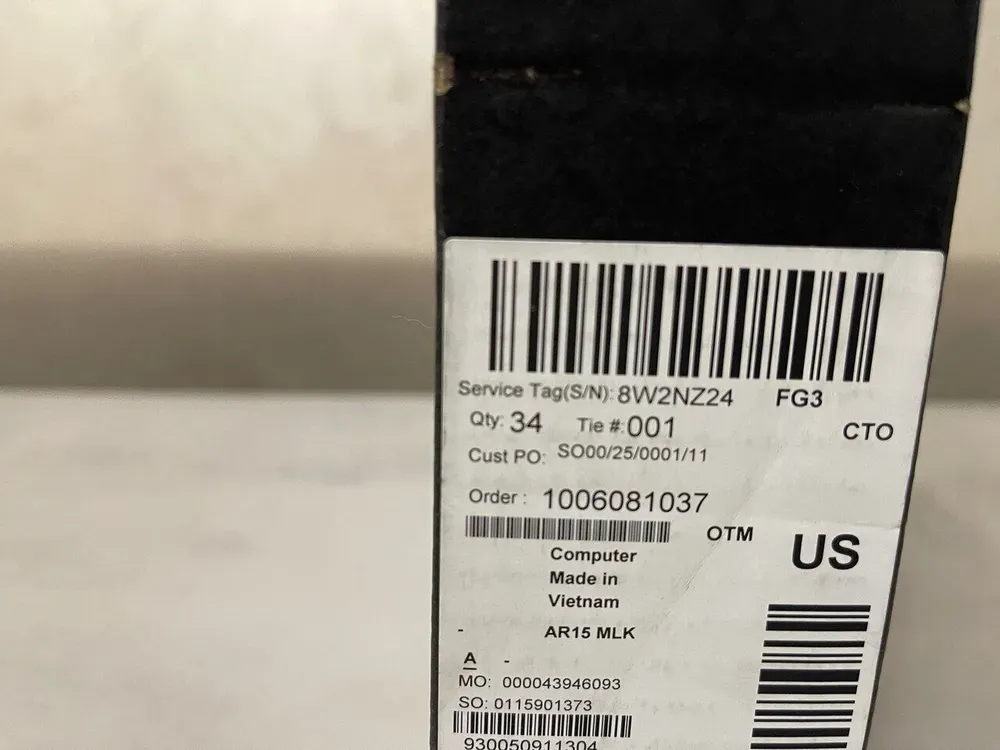 Service Tag(S/N): 8W2NZ24 FG3
Qty: 34 Tie #: 001 CTO
Cust PO: SO00/25/0001/11
Order : 1006081037
OTM US
Computer
Made in
Vietnam
- AR15 MLK
A -
MO: 000043946093
SO: 0115901373
930050911304